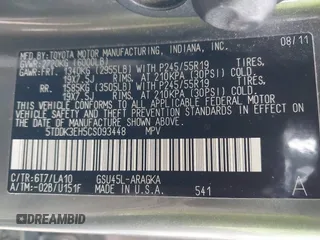 MFD. BY: TOYOTA MOTOR MANUFACTURING, INDIANA, INC. 08/11
GVWR 2720KG (6000LB)
GAWR:FRT. 1340KG (2955LB) WITH P245/55R19
19X7.5J RIMS, AT 210KPA (30PSI) COLD
RR. 1585KG (3505LB) WITH P245/55R19
19X7.5J RIMS, AT 210KPA (30PSI) COLD
THIS VEHICLE CONFORMS TO ALL APPLICABLE FEDERAL
MOTOR VEHICLE SAFETY, BUMPER, AND THEFT PREVENTION STANDARDS
IN EFFECT ON THE DATE OF MANUFACTURE SHOWN ABOVE.
5TDDK3EH5CS093448 MPV
C/TR:6T7/LA10 GSU45L-ARAGKA
A/TM:-02B/U151F MADE IN U.S.A. 541 A